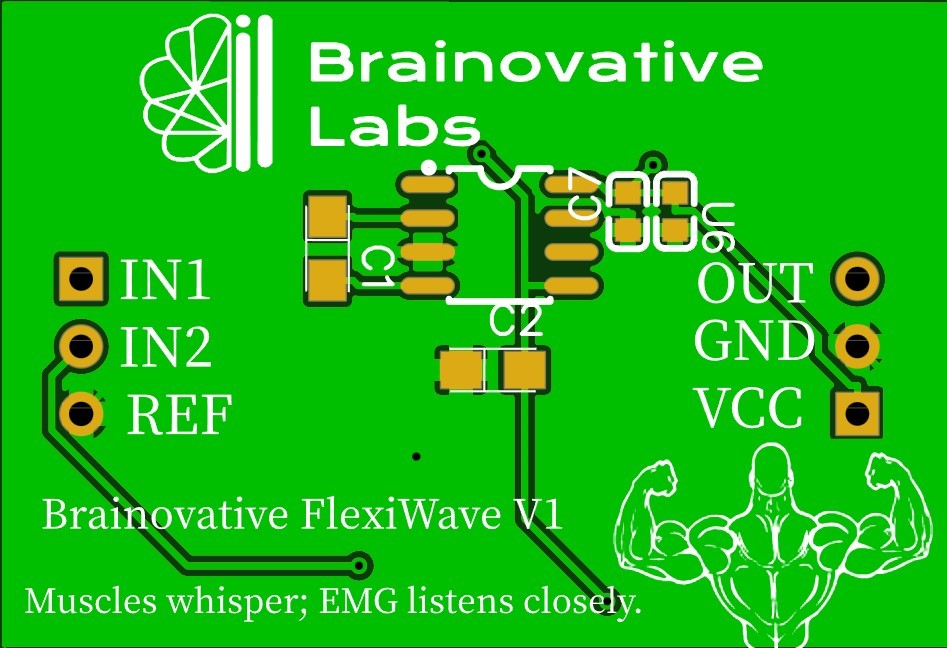 Brainovative
Labs
C7
U6
C1
IN1
OUT
C2
IN2
GND
REF
VCC
Brainovative FlexiWave V1
Muscles whisper; EMG listens closely.